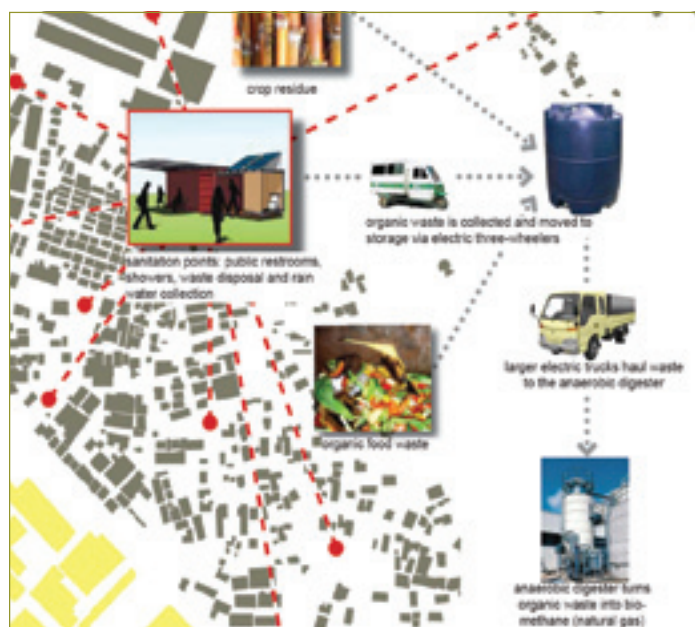 crop residue
organic waste is collected and moved to
storage via electric three-wheelers
sanitation points: public restrooms,
showers, waste disposal and rain
water collection
larger electric trucks haul waste
to the anaerobic digester
organic food waste
anaerobic digester turns
organic waste into bio-
methane (natural gas)